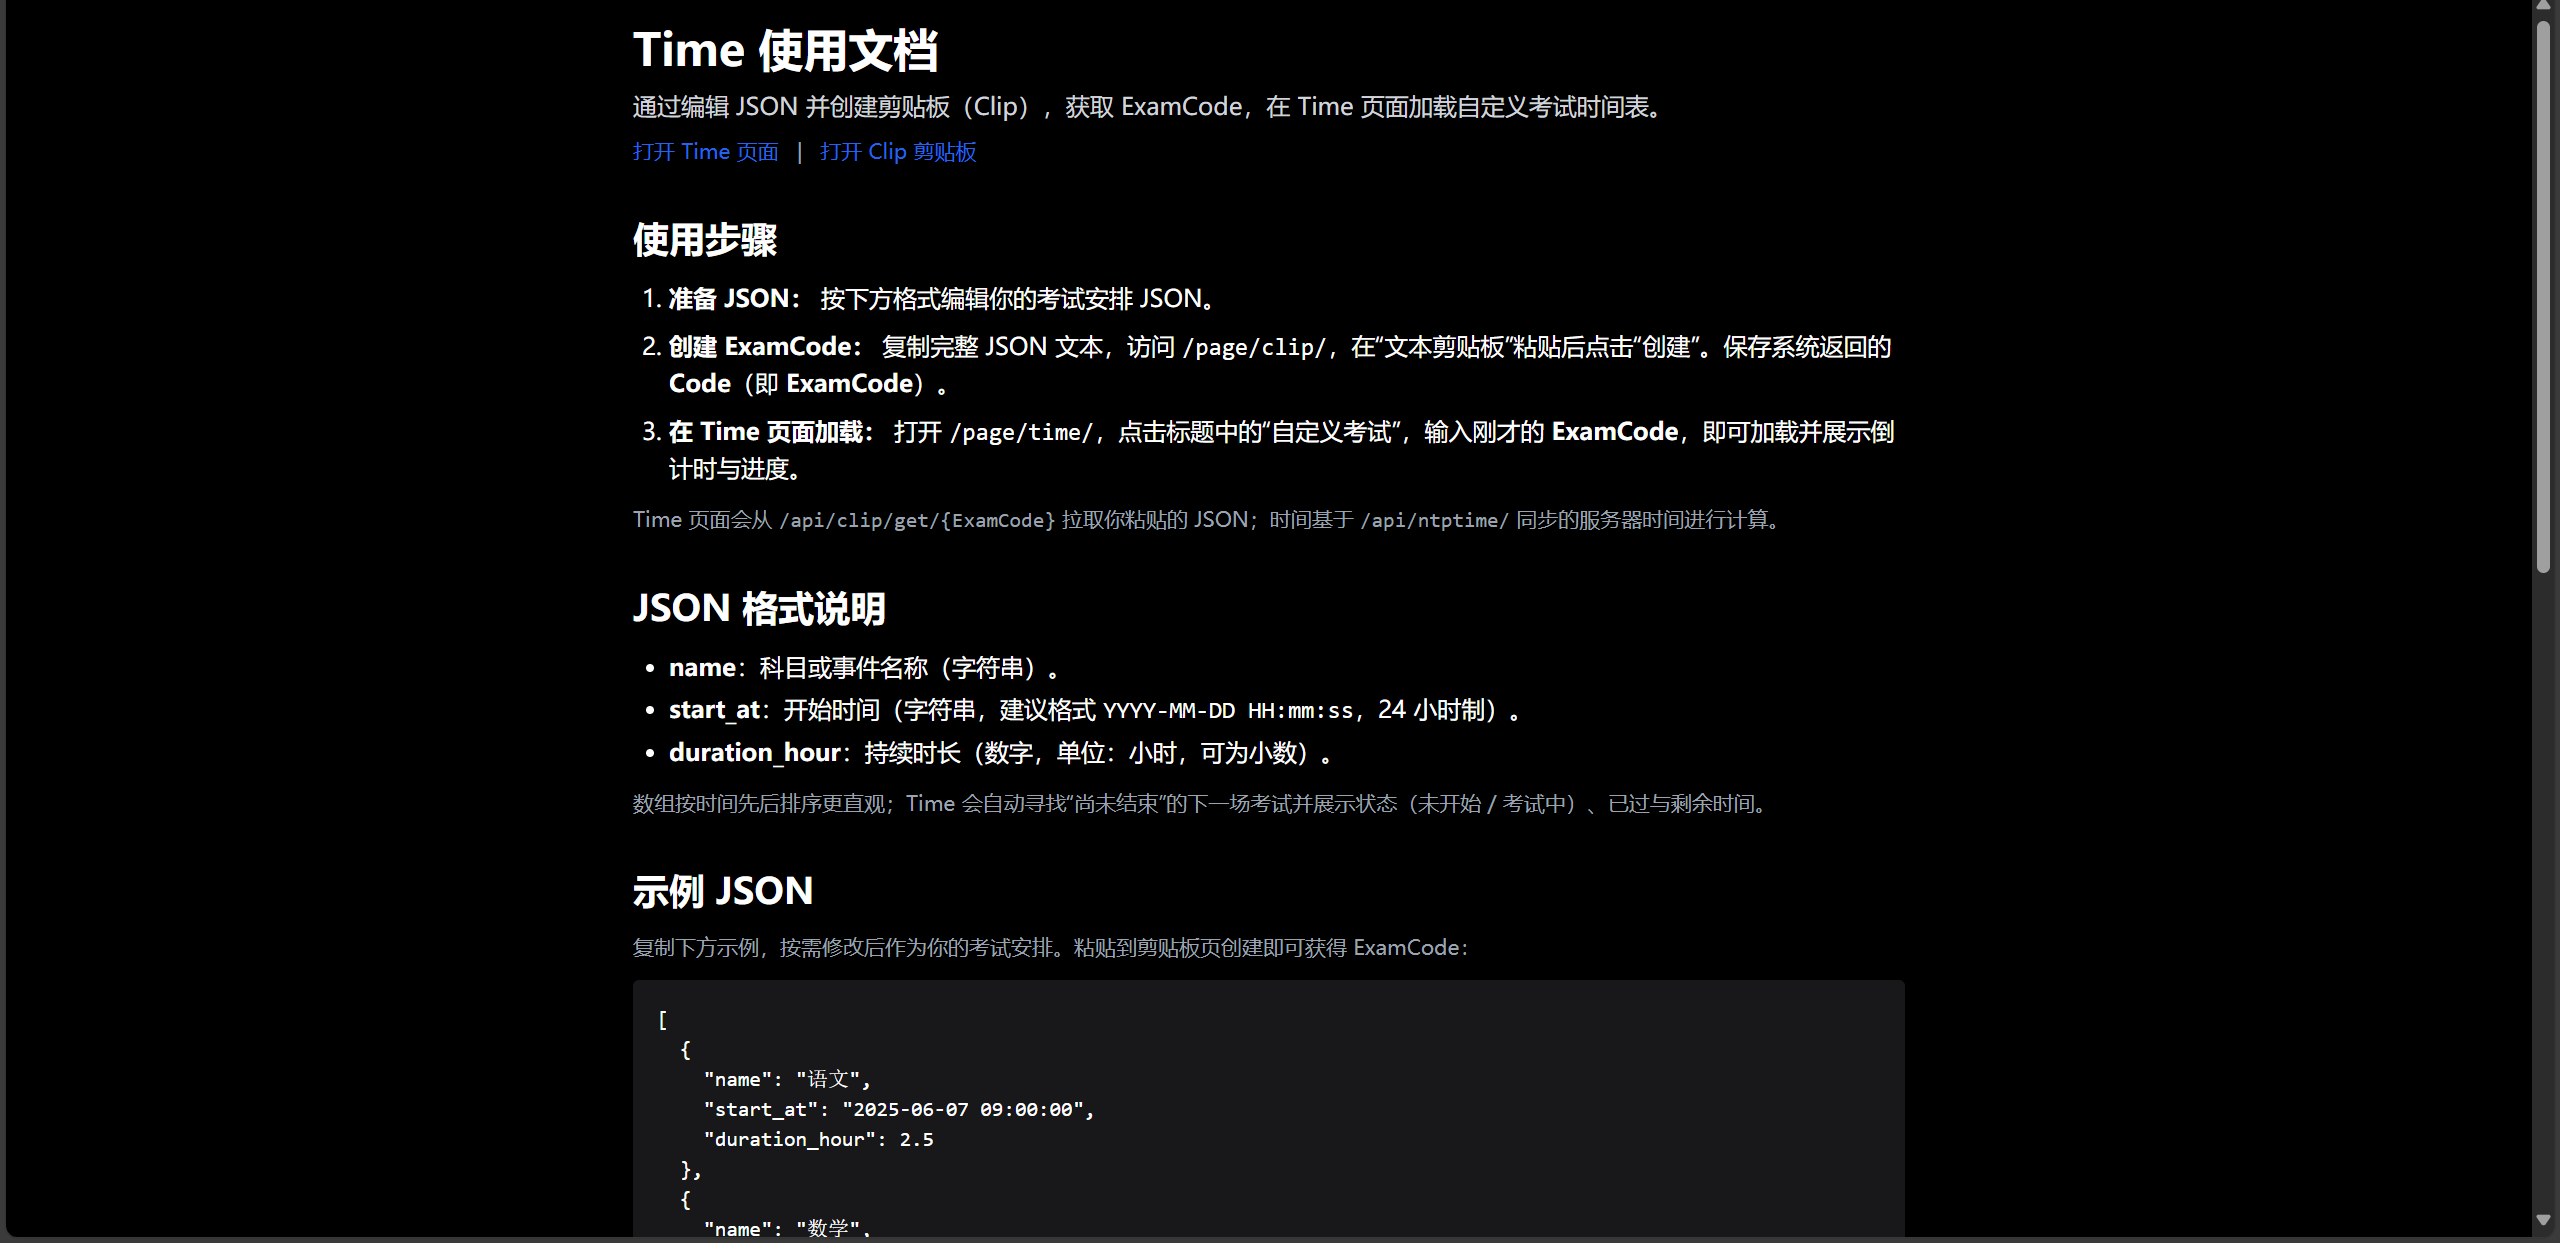 Time 使用文档
通过编辑 JSON 并创建剪贴板（Clip），获取 ExamCode，在 Time 页面加载自定义考试时间表。
打开 Time 页面 | 打开 Clip 剪贴板
使用步骤
1. 准备 JSON： 按下方格式编辑你的考试安排 JSON。
2. 创建 ExamCode： 复制完整 JSON 文本，访问 /page/clip/，在“文本剪贴板”粘贴后点击“创建”。保存系统返回的
Code（即 ExamCode）。
3. 在 Time 页面加载： 打开 /page/time/，点击标题中的“自定义考试”，输入刚才的 ExamCode，即可加载并展示倒
计时与进度。
Time 页面会从 /api/clip/get/{ExamCode} 拉取你粘贴的 JSON；时间基于 /api/ntptime/ 同步的服务器时间进行计算。
JSON 格式说明
• name：科目或事件名称（字符串）。
• start_at：开始时间（字符串，建议格式 YYYY-MM-DD HH:mm:ss，24 小时制）。
• duration_hour：持续时长（数字，单位：小时，可为小数）。
数组按时间先后排序更直观；Time 会自动寻找“尚未结束”的下一场考试并展示状态（未开始 / 考试中）、已过与剩余时间。
示例 JSON
复制下方示例，按需修改后作为你的考试安排。粘贴到剪贴板页创建即可获得 ExamCode：
[
{
"name": "语文",
"start_at": "2025-06-07 09:00:00",
"duration_hour": 2.5
},
{
"name": "数学",